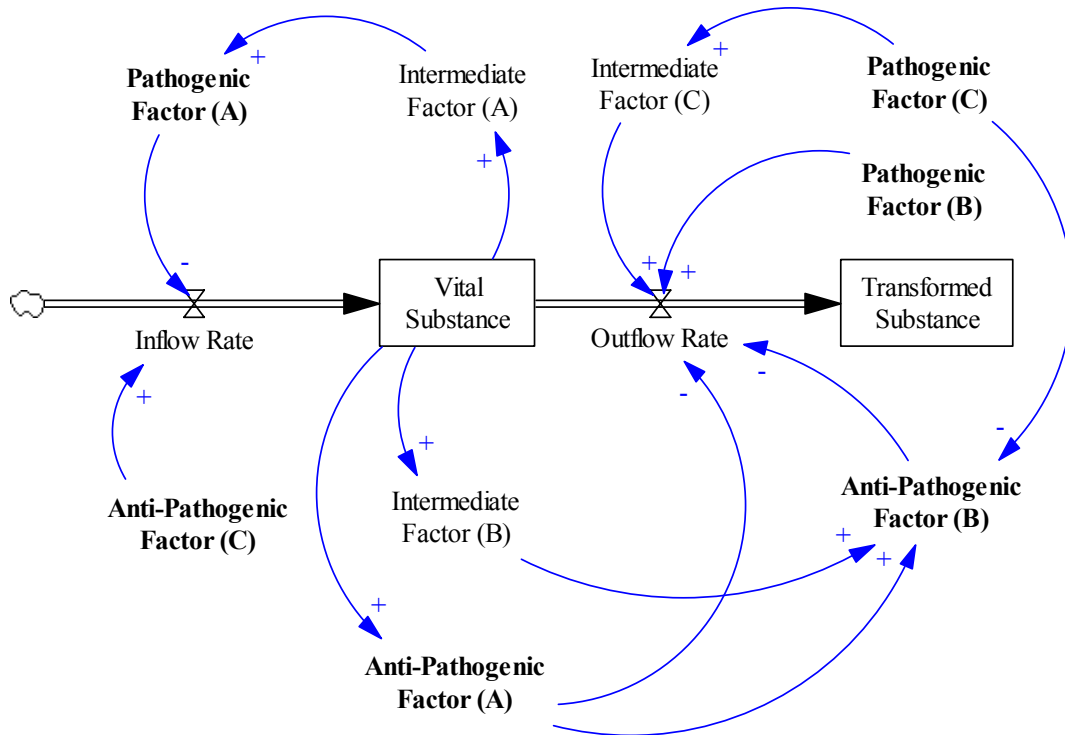 +
+
Pathogenic
Factor (A)
Intermediate
Factor (A)
Intermediate
Factor (C)
Pathogenic
Factor (C)
+
Pathogenic
Factor (B)
-
+
+
Vital
Substance
Transformed
Substance
Inflow Rate
Outflow Rate
+
-
-
+
-
Anti-Pathogenic
Factor (C)
Intermediate
Factor (B)
Anti-Pathogenic
Factor (B)
+
+
+
Anti-Pathogenic
Factor (A)